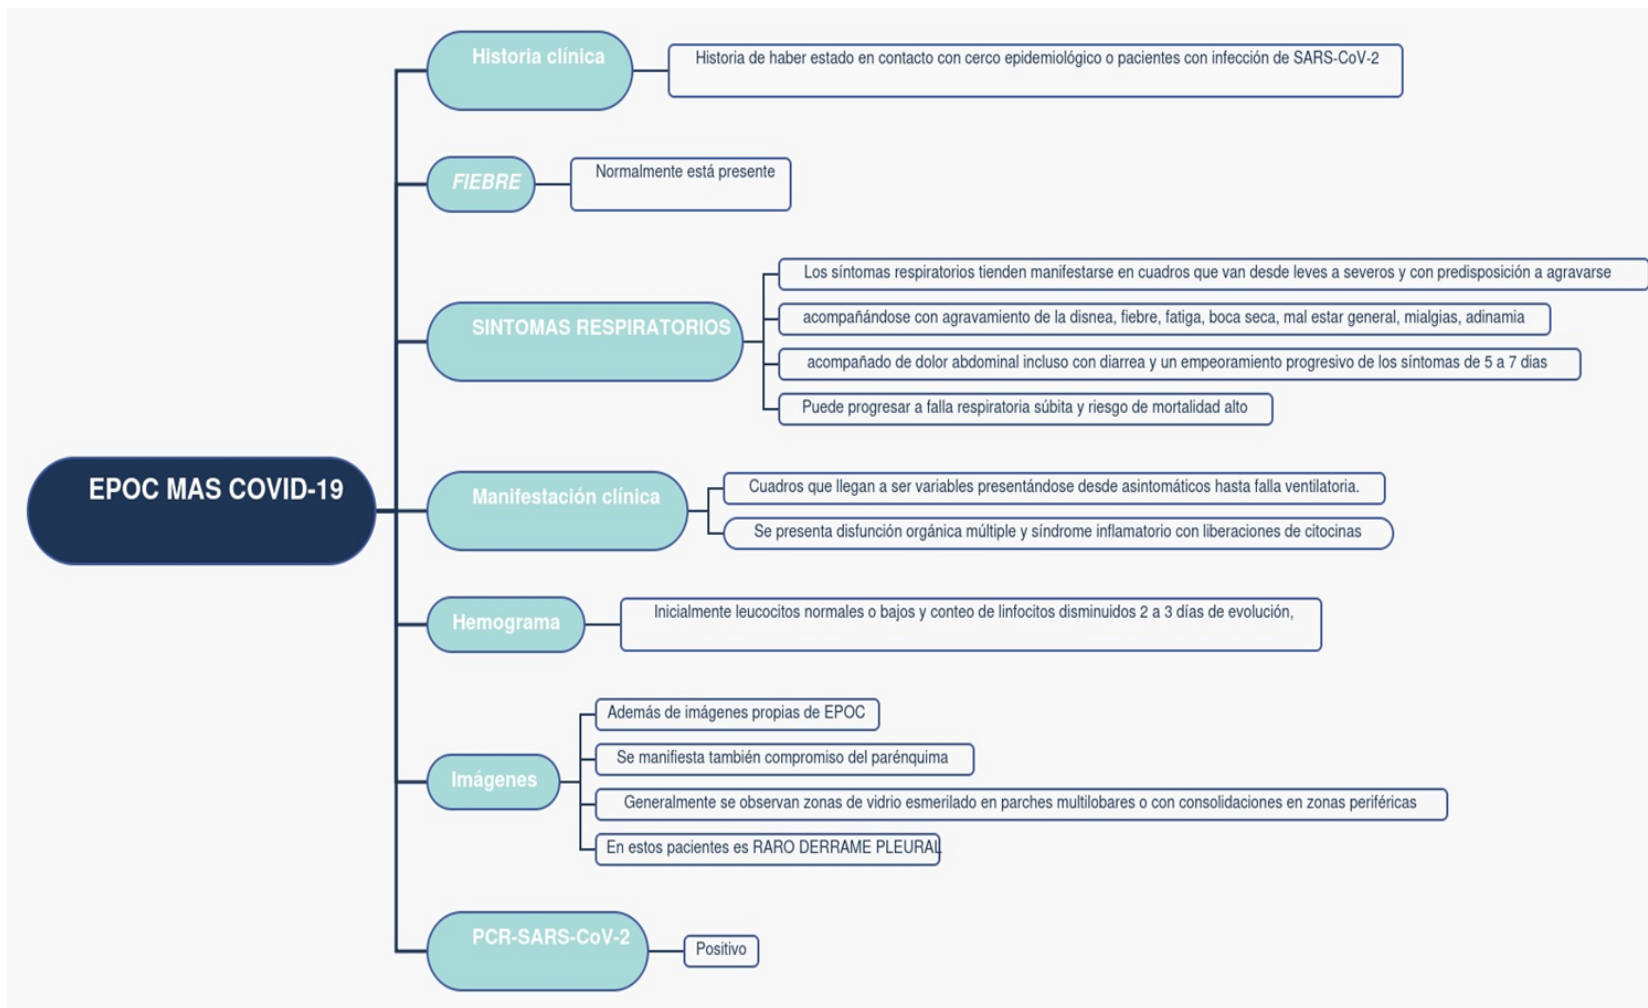 Historia clínica
Historia de haber estado en contacto con cerco epidemiológico o pacientes con infección de SARS-CoV-2
FIEBRE
Normalmente está presente
SINTOMAS RESPIRATORIOS
Los síntomas respiratorios tienden manifestarse en cuadros que van desde leves a severos y con predisposición a agravarse
acompañándose con agravamiento de la disnea, fiebre, fatiga, boca seca, mal estar general, mialgias, adinamia
acompañado de dolor abdominal incluso con diarrea y un empeoramiento progresivo de los síntomas de 5 a 7 dias
Puede progresar a falla respiratoria súbita y riesgo de mortalidad alto
EPOC MAS COVID-19
Manifestación clínica
Cuadros que llegan a ser variables presentándose desde asintomáticos hasta falla ventilatoria.
Se presenta disfunción orgánica múltiple y síndrome inflamatorio con liberaciones de citocinas
Hemograma
Inicialmente leucocitos normales o bajos y conteo de linfocitos disminuidos 2 a 3 días de evolución,
Imágenes
Además de imágenes propias de EPOC
Se manifiesta también compromiso del parénquima
Generalmente se observan zonas de vidrio esmerilado en parches multilobares o con consolidaciones en zonas periféricas
En estos pacientes es RARO DERRAME PLEURAL
PCR-SARS-CoV-2
Positivo